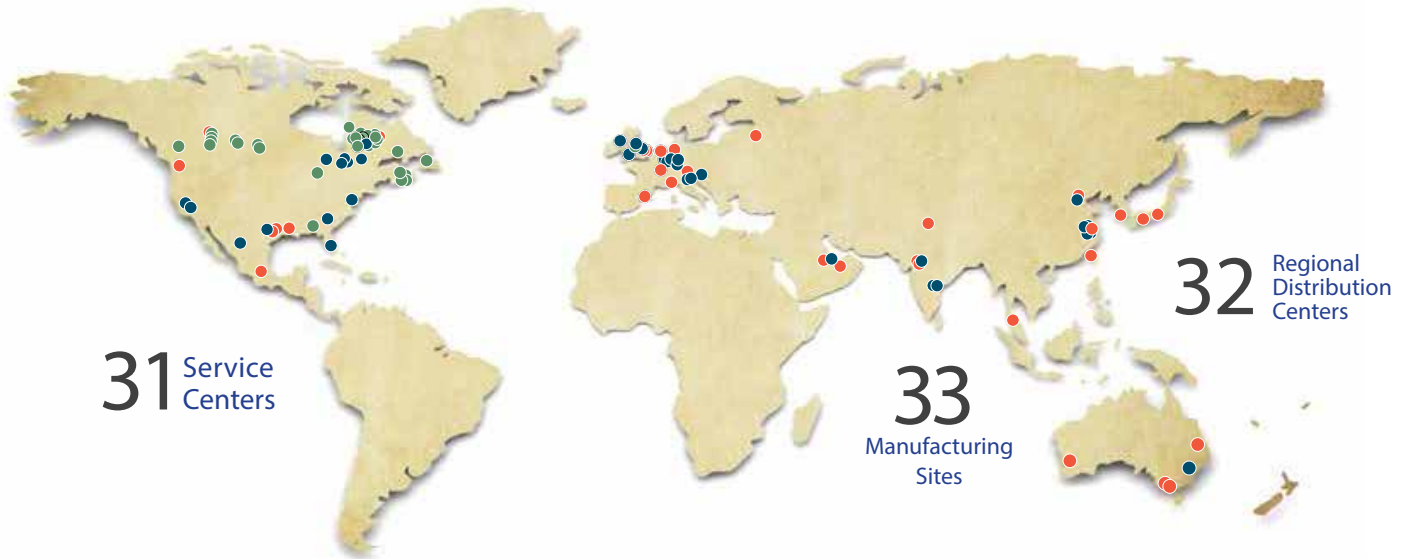 31
Service
Centers
33
Manufacturing
Sites
32
Regional
Distribution
Centers